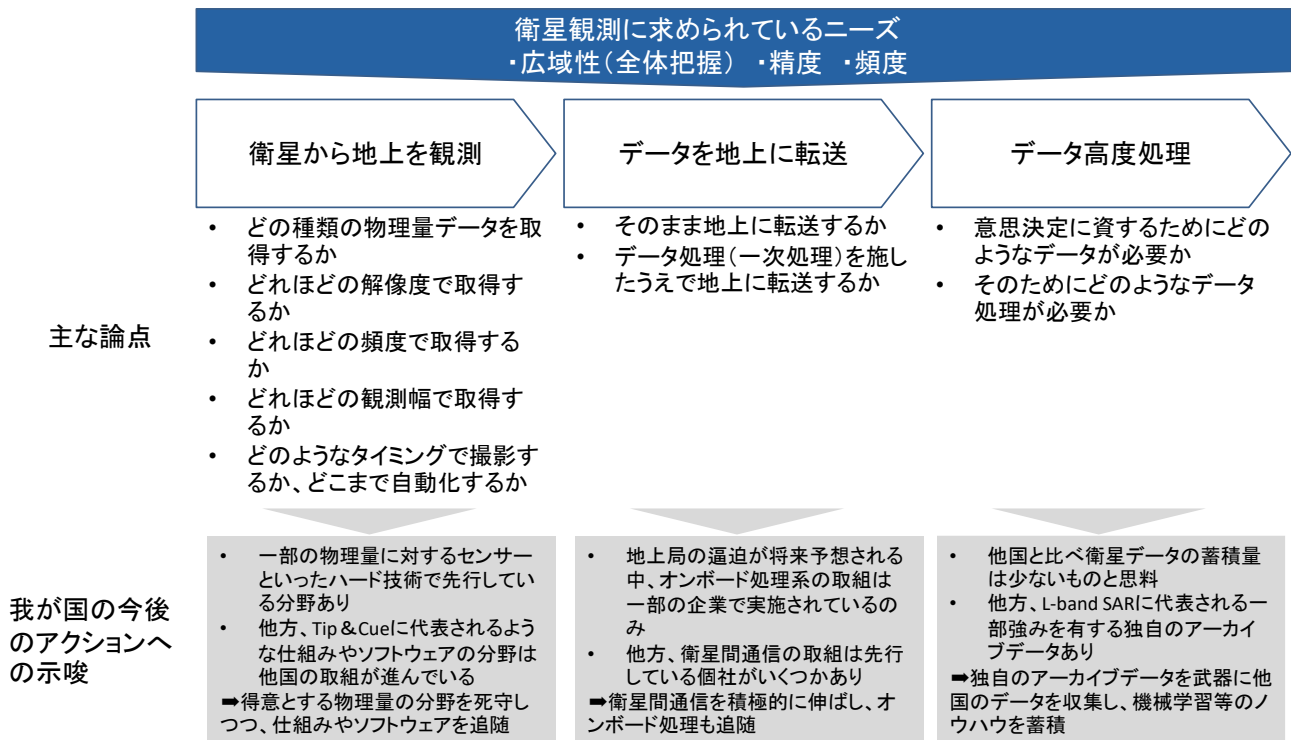 衛星観測に求められているニーズ
・広域性(全体把握) ・精度 ・頻度
衛星から地上を観測
データを地上に転送
データ高度処理
主な論点
• どの種類の物理量データを取
得するか
• どれほどの解像度で取得す
るか
• どれほどの頻度で取得する
か
• どれほどの観測幅で取得す
るか
• どのようなタイミングで撮影す
るか、どこまで自動化するか
• そのまま地上に転送するか
• データ処理(一次処理)を施し
たうえで地上に転送するか
• 意思決定に資するためにどの
ようなデータが必要か
• そのためにどのようなデータ
処理が必要か
我が国の今後
のアクションへ
の示唆
• 一部の物理量に対するセンサー
といったハード技術で先行してい
る分野あり
• 他方、Tip&Cueに代表されるよう
な仕組みやソフトウェアの分野は
他国の取組が進んでいる
➡得意とする物理量の分野を死守し
つつ、仕組みやソフトウェアを追随
• 地上局の逼迫が将来予想される
中、オンボード処理系の取組は
一部の企業で実施されているの
み
• 他方、衛星間通信の取組は先行
している個社がいくつかあり
➡衛星間通信を積極的に伸ばし、オ
ンボード処理も追随
• 他国と比べ衛星データの蓄積量
は少ないものと思料
• 他方、L-band SARに代表される一
部強みを有する独自のアーカイ
ブデータあり
➡独自のアーカイブデータを武器に他
国のデータを収集し、機械学習等のノ
ウハウを蓄積